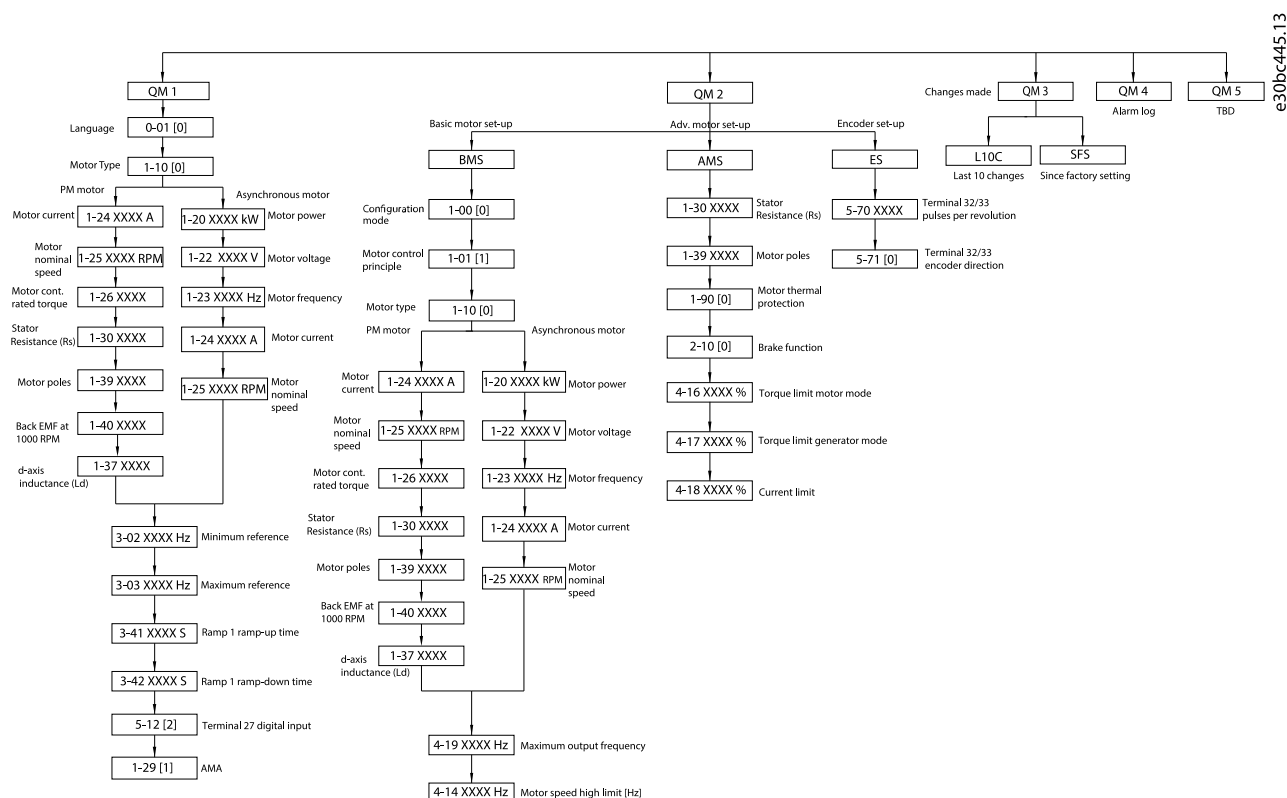 e30bc445.13
QM 1
Language
0-01 [0]
Motor Type
1-10 [0]
PM motor
Asynchronous motor
Motor current
1-24 XXXX A
1-20 XXXX kW
Motor power
Motor
nominal
speed
1-25 XXXX RPM
1-22 XXXX V
Motor voltage
Motor cont.
rated torque
1-26 XXXX
1-23 XXXX Hz
Motor frequency
Stator
Resistance (Rs)
1-30 XXXX
1-24 XXXX A
Motor current
Motor poles
1-39 XXXX
1-25 XXXX RPM
Motor
nominal
speed
Back EMF at
1000 RPM
1-40 XXXX
d-axis
inductance (Ld)
1-37 XXXX
3-02 XXXX Hz
Minimum reference
3-03 XXXX Hz
Maximum reference
3-41 XXXX S
Ramp 1 ramp-up time
3-42 XXXX S
Ramp 1 ramp-down time
5-12 [2]
Terminal 27 digital input
1-29 [1]
AMA
QM 2
Basic motor set-up
Adv. motor set-up
Encoder set-up
BMS
Configuration
mode
1-00 [0]
Motor control
principle
1-01 [1]
Motor type
1-10 [0]
PM motor
Asynchronous motor
Motor
current
1-24 XXXX A
1-20 XXXX kW
Motor power
Motor
nominal
speed
1-25 XXXX RPM
1-22 XXXX V
Motor voltage
Motor cont.
rated torque
1-26 XXXX
1-23 XXXX Hz
Motor frequency
Stator
Resistance (Rs)
1-30 XXXX
1-24 XXXX A
Motor current
Motor poles
1-39 XXXX
1-25 XXXX RPM
Motor
nominal
speed
Back EMF at
1000 RPM
1-40 XXXX
d-axis
inductance (Ld)
1-37 XXXX
4-19 XXXX Hz
Maximum output frequency
4-14 XXXX Hz
Motor speed high limit [Hz]
AMS
1-30 XXXX
Stator
Resistance (Rs)
1-39 XXXX
Motor poles
1-90 [0]
Motor thermal
protection
2-10 [0]
Brake function
4-16 XXXX %
Torque limit motor mode
4-17 XXXX %
Torque limit generator mode
4-18 XXXX %
Current limit
ES
5-70 XXXX
Terminal 32/33
pulses per revolution
5-71 [0]
Terminal 32/33
encoder direction
Changes made
QM 3
L10C
Last 10 changes
SFS
Since factory setting
QM 4
Alarm log
QM 5
TBD